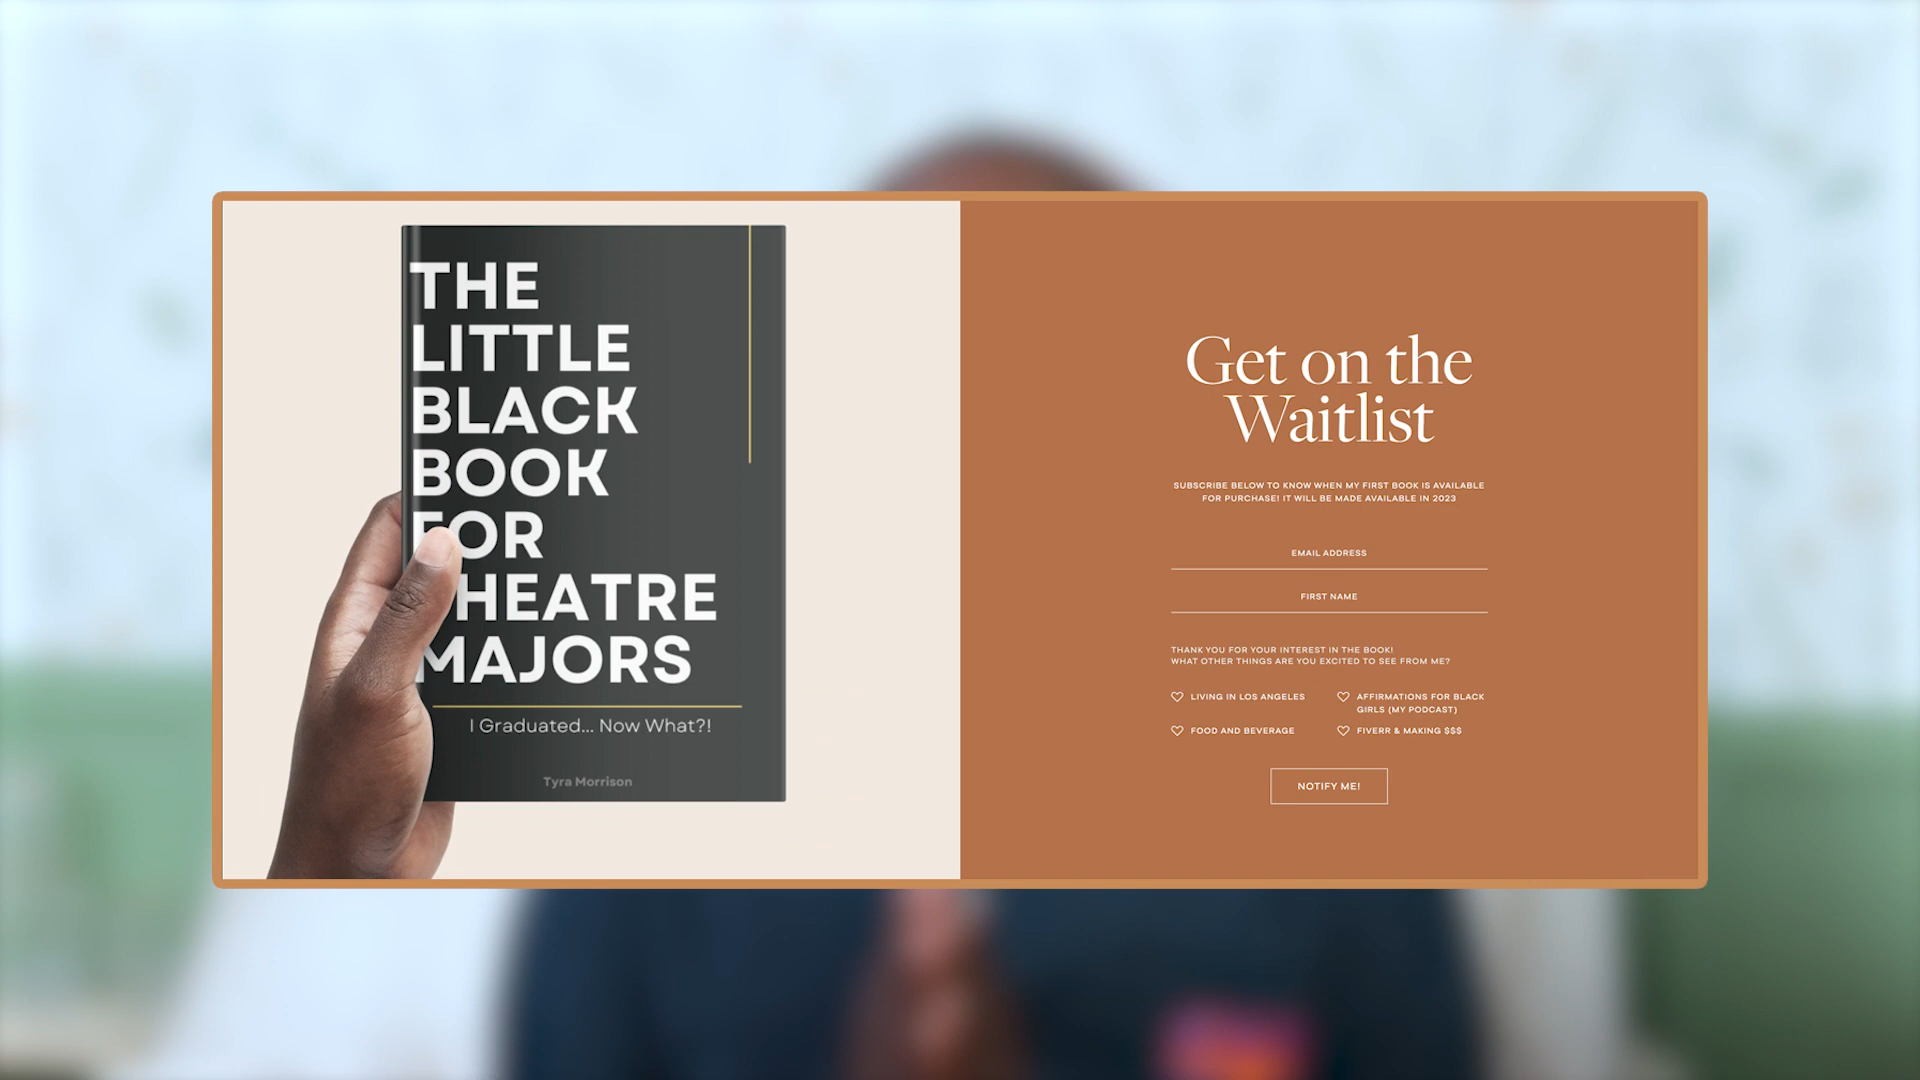 THE
LITTLE
BLACK
BOOK
FOR
THEATRE
MAJORS
I Graduated... Now What?!
Tyra Morrison
Get on the
Waitlist
SUBSCRIBE BELOW TO KNOW WHEN MY FIRST BOOK IS AVAILABLE
FOR PURCHASE! IT WILL BE MADE AVAILABLE IN 2023
EMAIL ADDRESS
FIRST NAME
THANK YOU FOR YOUR INTEREST IN THE BOOK!
WHAT OTHER THINGS ARE YOU EXCITED TO SEE FROM ME?
LIVING IN LOS ANGELES
AFFIRMATIONS FOR BLACK
GIRLS (MY PODCAST)
FOOD AND BEVERAGE
FIVERR & MAKING $$$
NOTIFY ME!